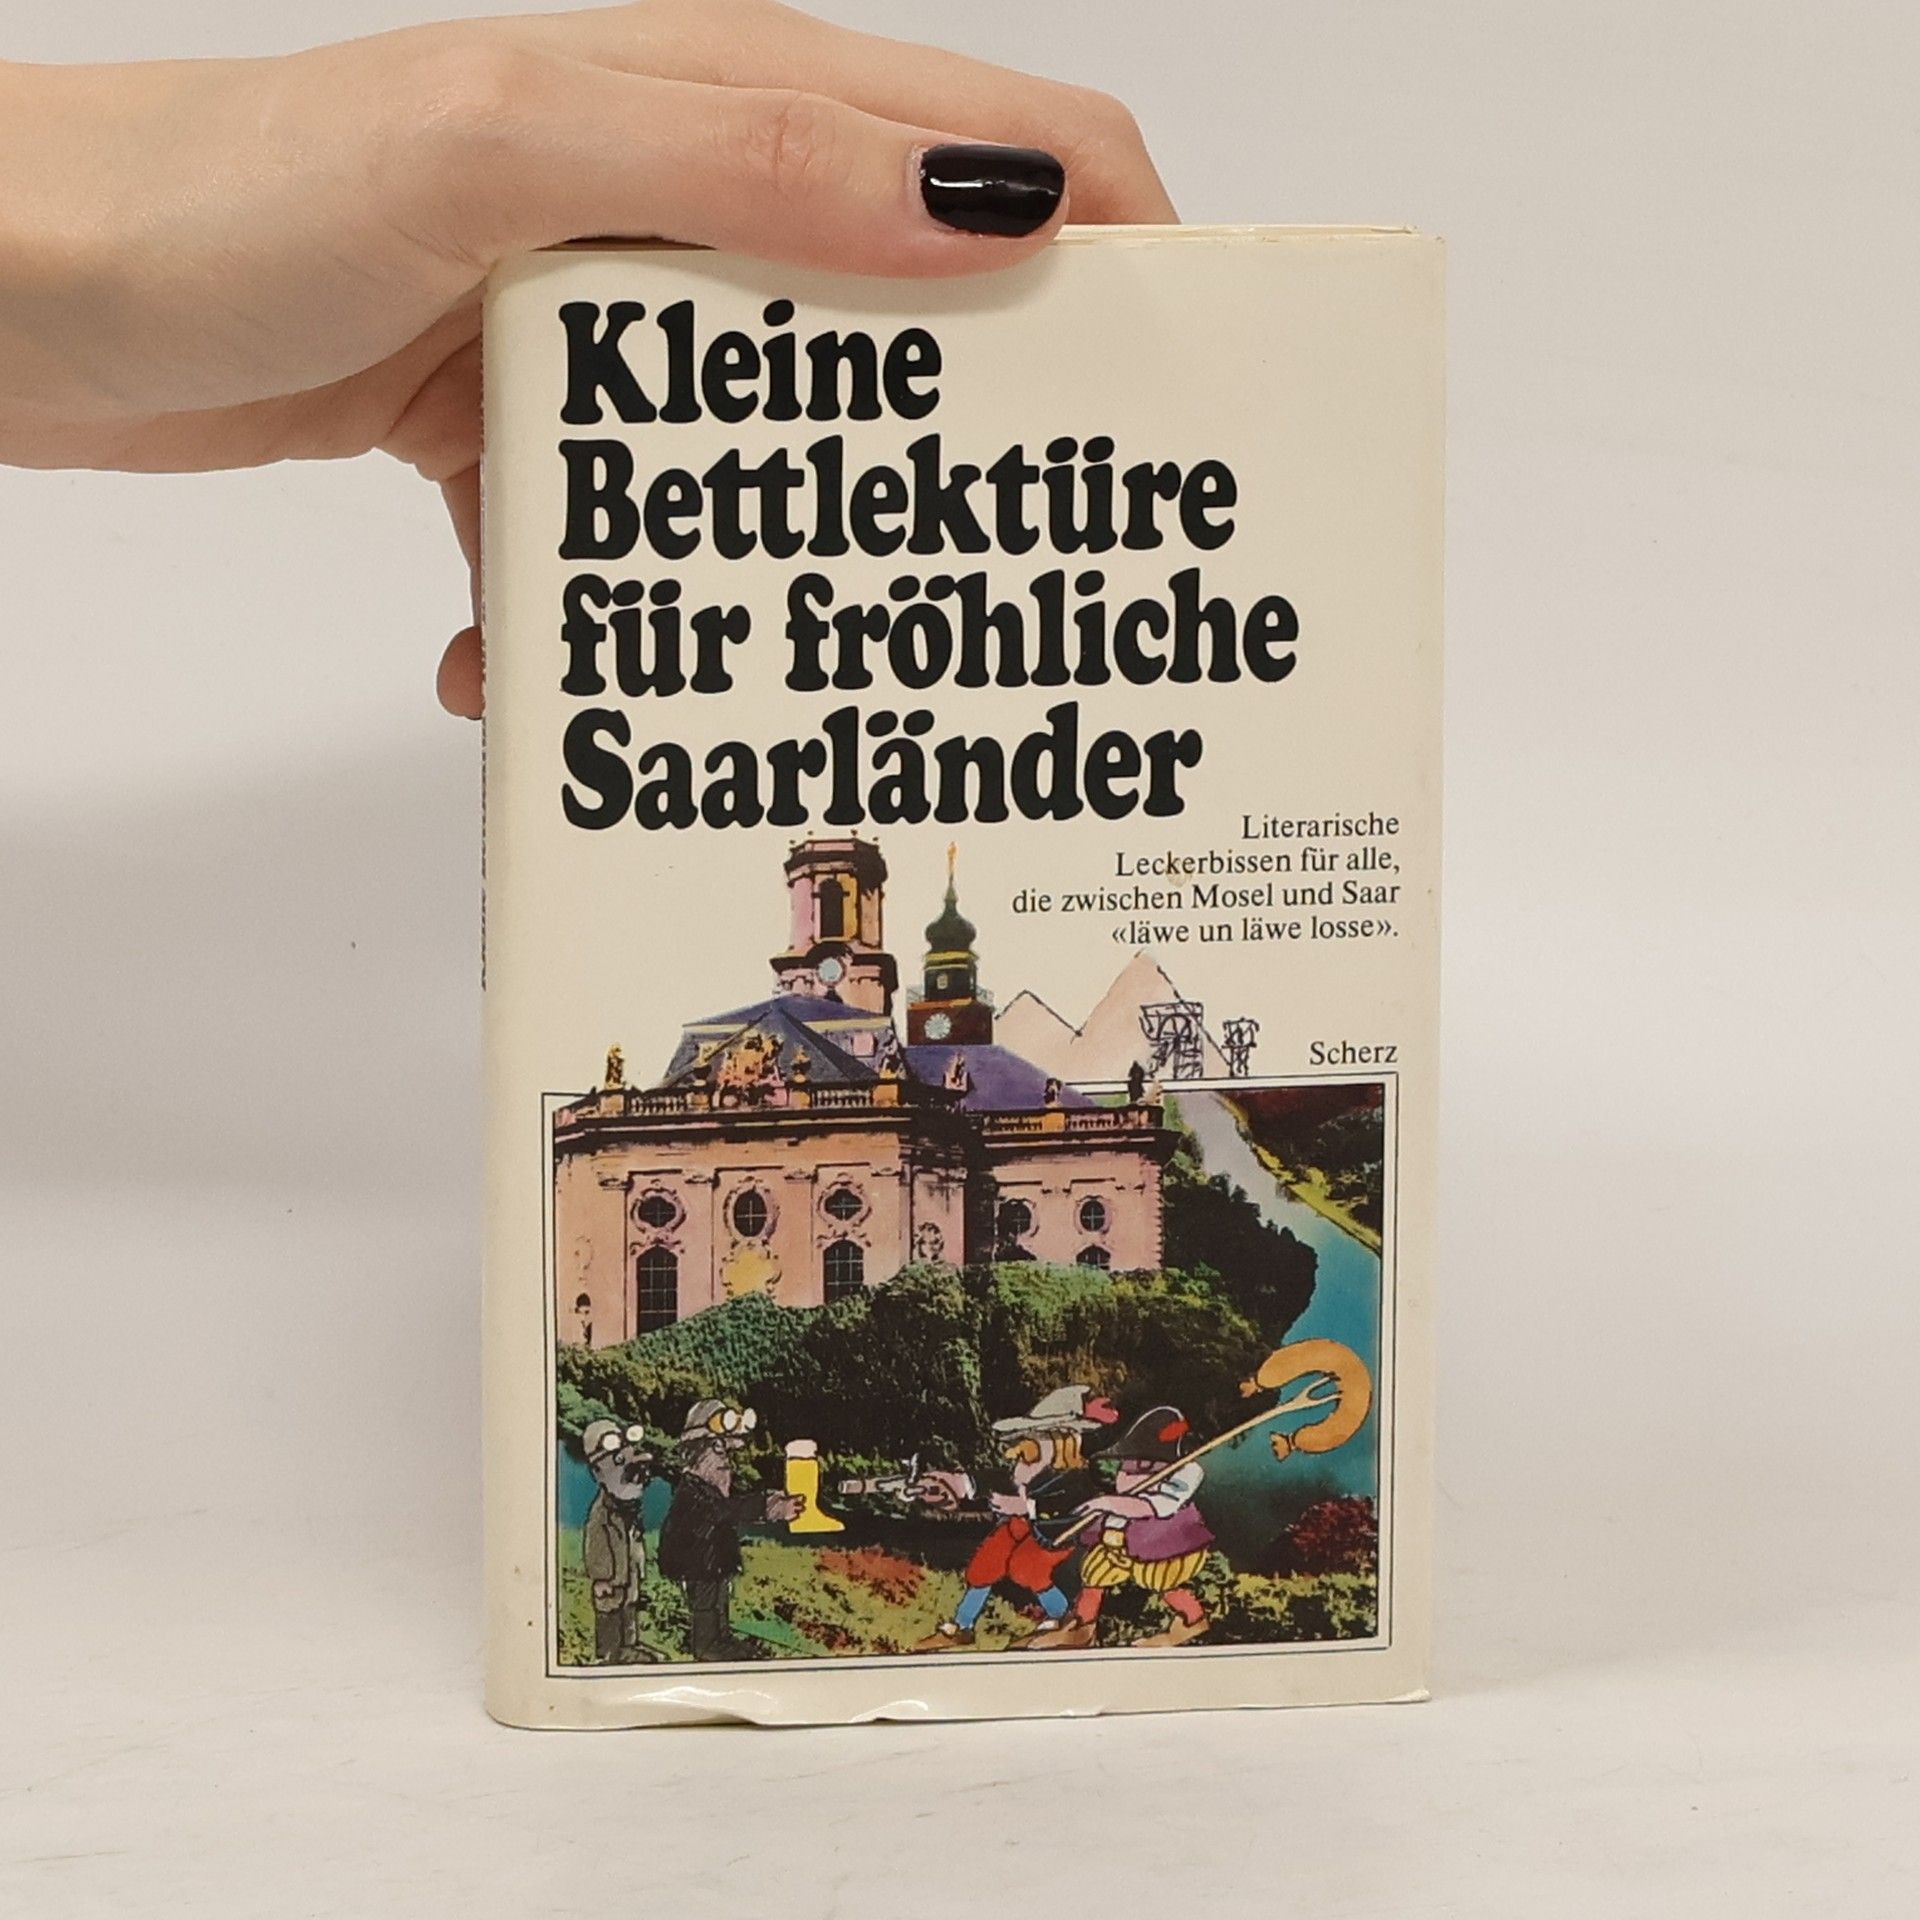 Kleine
Bettlektüre
für fröhliche
Saarländer
Literarische
Leckerbissen für alle,
die zwischen Mosel und Saar
«läwe un läwe losse».
Scherz